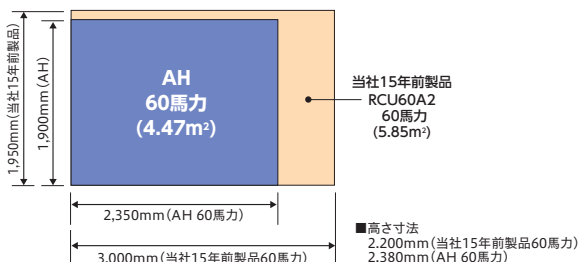 1,950mm(当社15年前製品)
1,900mm(AH)
AH
60馬力
(4.47m²)
当社15年前製品
RCU60A2
60馬力
(5.85m²)
2,350mm(AH 60馬力)
3,000mm(当社15年前製品60馬力)
■高さ寸法
2,200mm(当社15年前製品60馬力)
2,380mm(AH 60馬力)